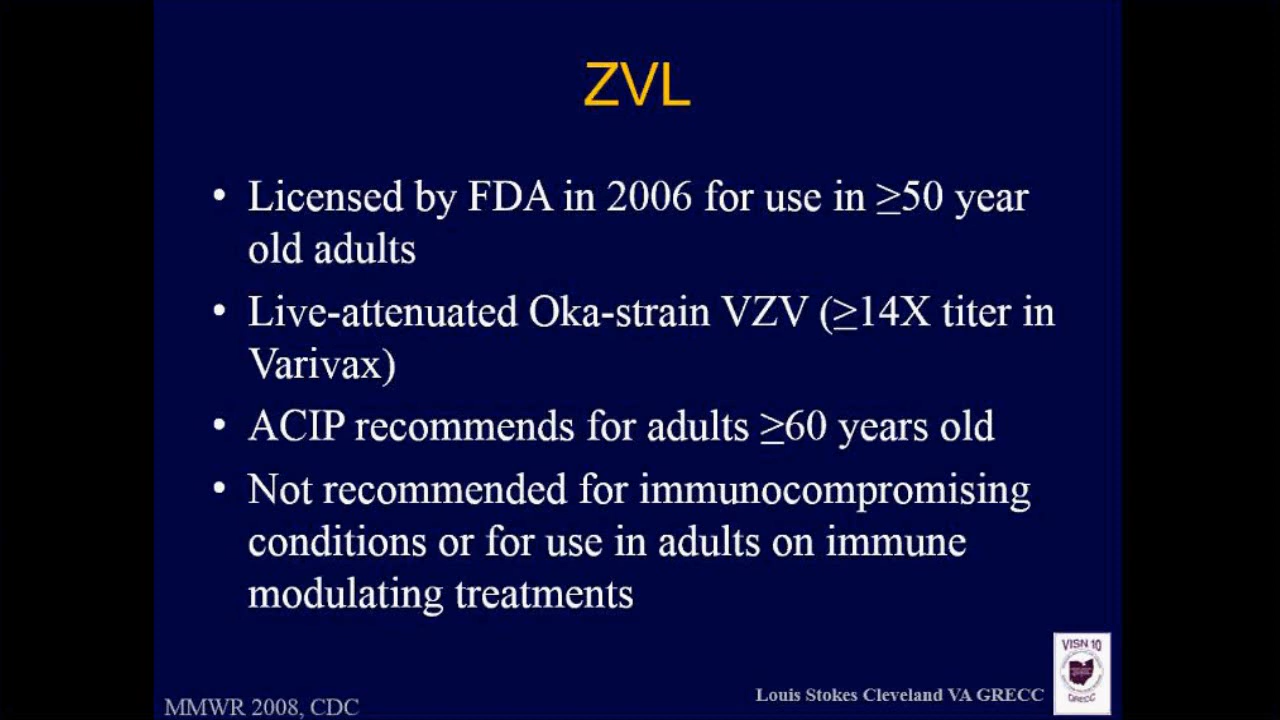 ZVL
• Licensed by FDA in 2006 for use in ≥50 year
old adults
• Live-attenuated Oka-strain VZV (≥14X titer in
Varivax)
• ACIP recommends for adults ≥60 years old
• Not recommended for immunocompromising
conditions or for use in adults on immune
modulating treatments
VISN 10
GRECC
Louis Stokes Cleveland VA GRECC
MMWR 2008, CDC